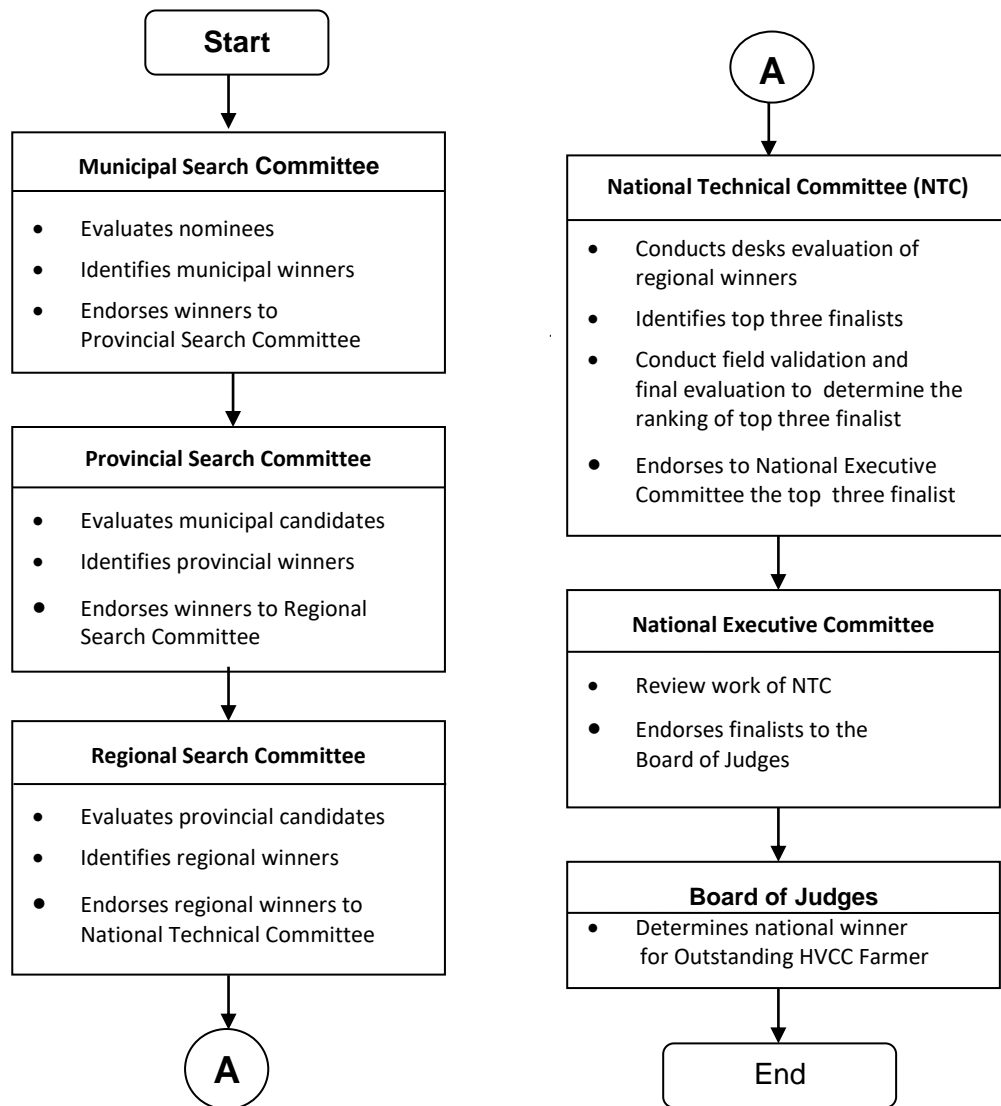 Start
Municipal Search Committee
• Evaluates nominees
• Identifies municipal winners
• Endorses winners to
Provincial Search Committee
Provincial Search Committee
• Evaluates municipal candidates
• Identifies provincial winners
• Endorses winners to Regional
Search Committee
Regional Search Committee
• Evaluates provincial candidates
• Identifies regional winners
• Endorses regional winners to
National Technical Committee
A
A
National Technical Committee (NTC)
• Conducts desks evaluation of
regional winners
• Identifies top three finalists
• Conduct field validation and
final evaluation to determine the
ranking of top three finalist
• Endorses to National Executive
Committee the top three finalist
National Executive Committee
• Review work of NTC
• Endorses finalists to the
Board of Judges
Board of Judges
• Determines national winner
for Outstanding HVCC Farmer
End